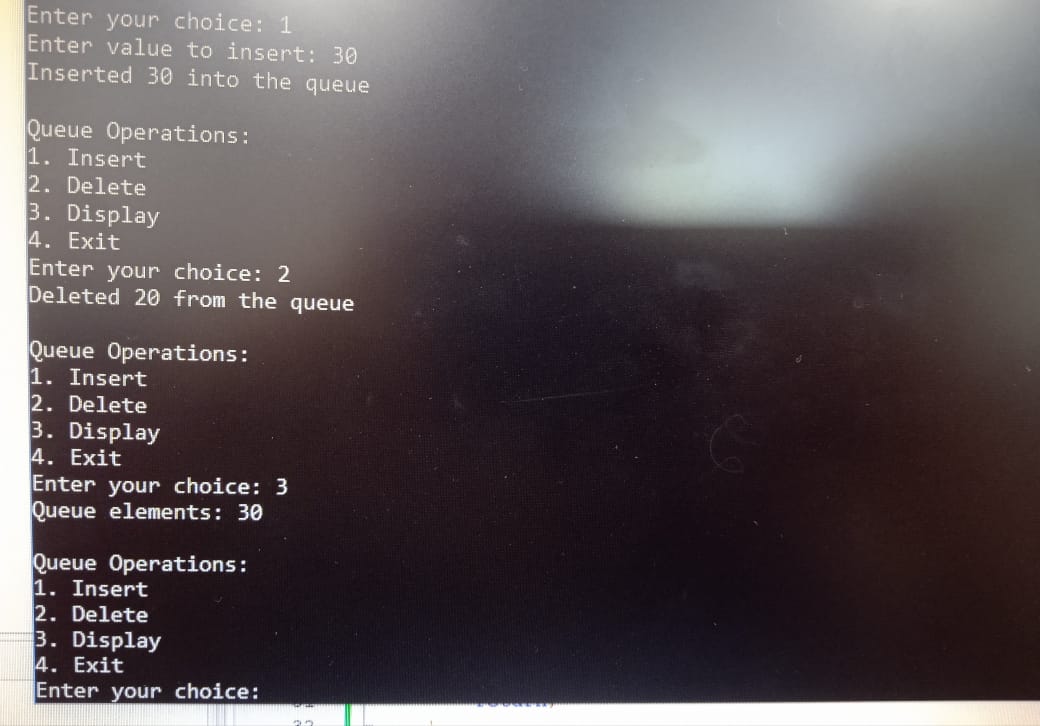 Enter your choice: 1
Enter value to insert: 30
Inserted 30 into the queue
Queue Operations:
1. Insert
2. Delete
3. Display
4. Exit
Enter your choice: 2
Deleted 20 from the queue
Queue Operations:
1. Insert
2. Delete
3. Display
4. Exit
Enter your choice: 3
Queue elements: 30
Queue Operations:
1. Insert
2. Delete
3. Display
4. Exit
Enter your choice: